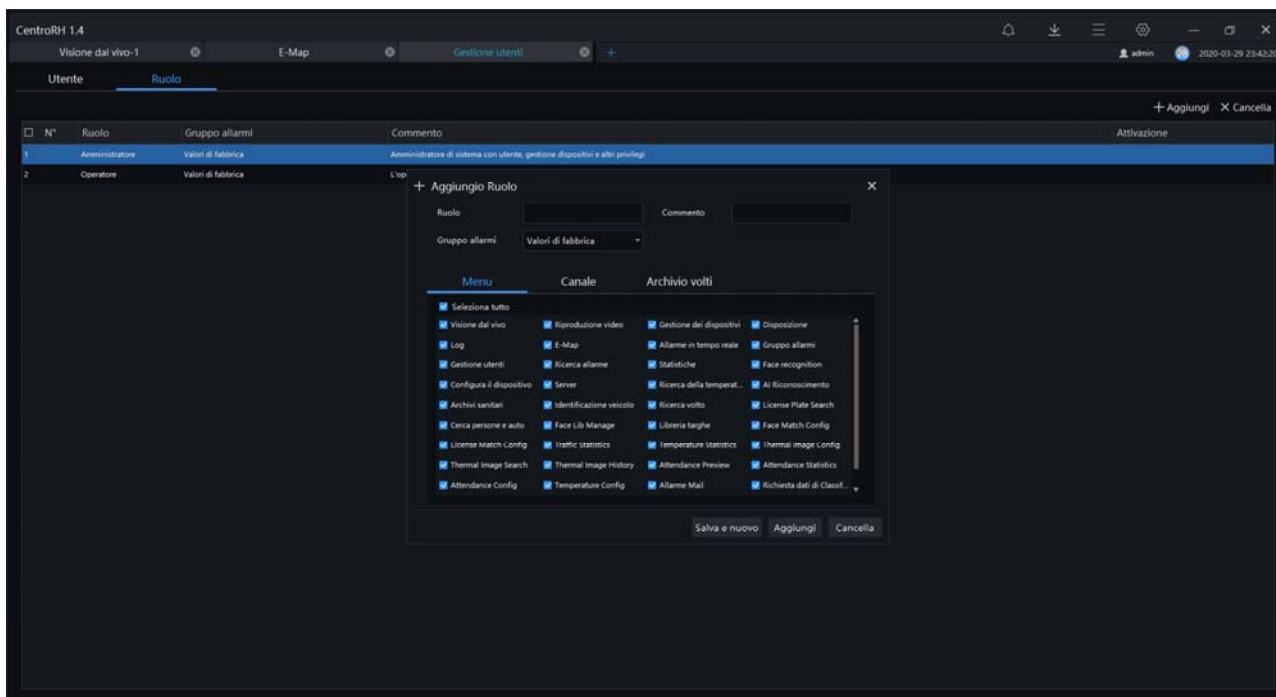 CentroRH 1.4
Visione dal vivo-1 E-Map Gestione utenti +
admin 2020-03-29 23:42:20
Utente Ruolo
+ Aggiungi × Cancella
N° Ruolo Gruppo allarmi Commento Attivazione
1 Amministratore Valori di fabbrica Amministratore di sistema con utente, gestione dispositivi e altri privilegi
2 Operatore Valori di fabbrica L'op
+ Aggiungio Ruolo
Ruolo Commento
Gruppo allarmi Valori di fabbrica
Menu Canale Archivio volti
Seleziona tutto
Visione dal vivo Riproduzione video Gestione dei dispositivi Disposizione
Log E-Map Allarme in tempo reale Gruppo allarmi
Gestione utenti Ricerca allarme Statistiche Face recognition
Configura il dispositivo Server Ricerca della temperat... AI Riconoscimento
Archivi sanitari Identificazione veicolo Ricerca volto License Plate Search
Cerca persone e auto Face Lib Manage Libreria targhe Face Match Config
License Match Config Traffic Statistics Temperature Statistics Thermal image Config
Thermal Image Search Thermal Image History Attendance Preview Attendance Statistics
Attendance Config Temperature Config Allarme Mail Richiesta dati di Classif...
Salva e nuovo Aggiungi Cancella